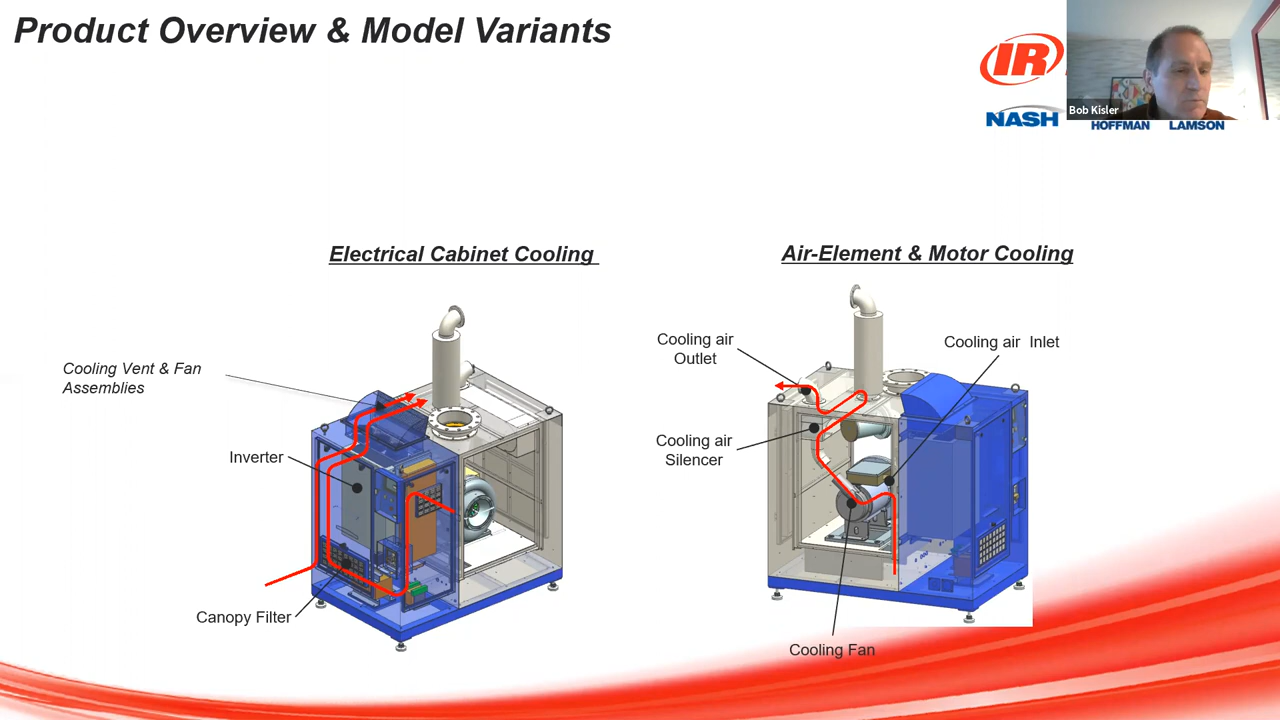 Product Overview & Model Variants
IR
Bob Kisler
NASH
HOFFMAN
LAMSON
Electrical Cabinet Cooling
Air-Element & Motor Cooling
Cooling Vent & Fan
Assemblies
Inverter
Canopy Filter
Cooling air
Outlet
Cooling air Inlet
Cooling air
Silencer
Cooling Fan